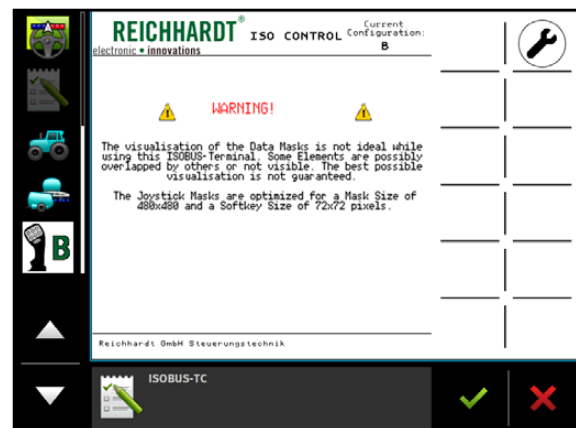 REICHHARDT®
electronic • innovations
ISO CONTROL
Current
Configuration:
B
WARNING!
The visualisation of the Data Masks is not ideal while
using this ISOBUS-Terminal. Some Elements are possibly
overlapped by others or not visible. The best possible
visualisation is not guaranteed.
The Joystick Masks are optimized for a Mask Size of
480x480 and a Softkey Size of 72x72 pixels.
B
Reichhardt GmbH Steuerungstechnik
ISOBUS-TC